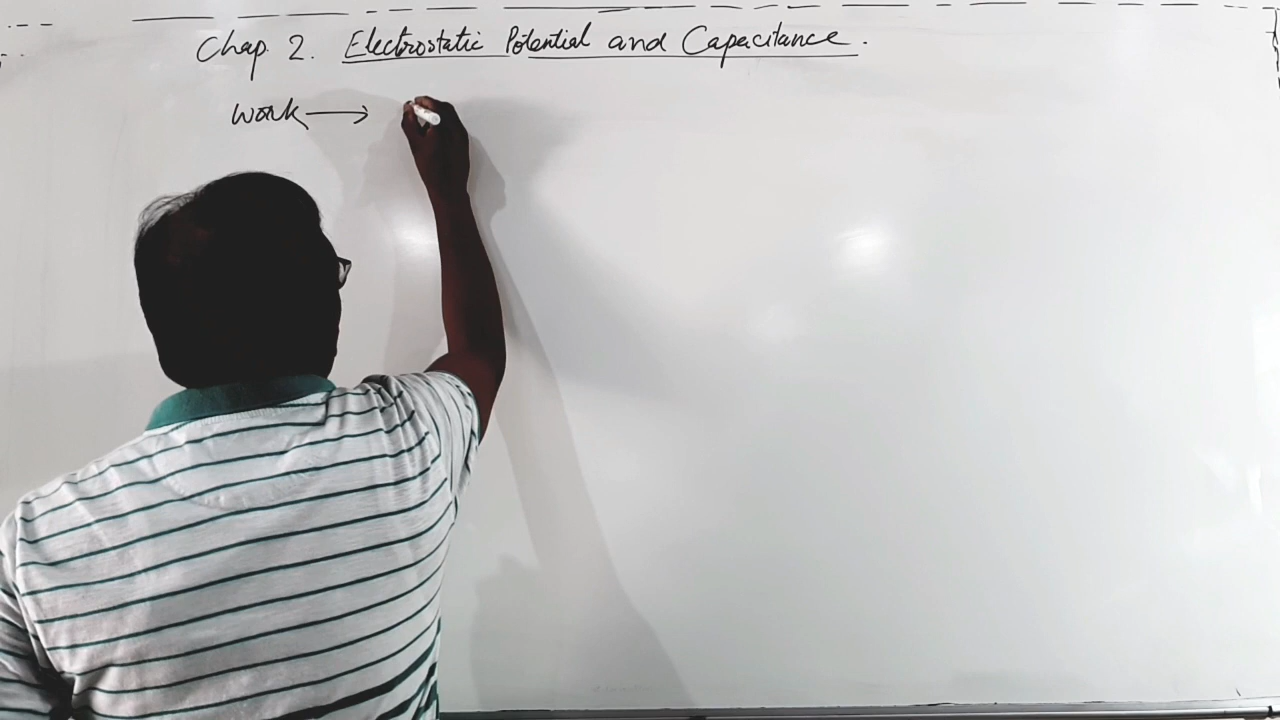 Chap. 2. Electrostatic Potential and Capacitance.
Work ⟶